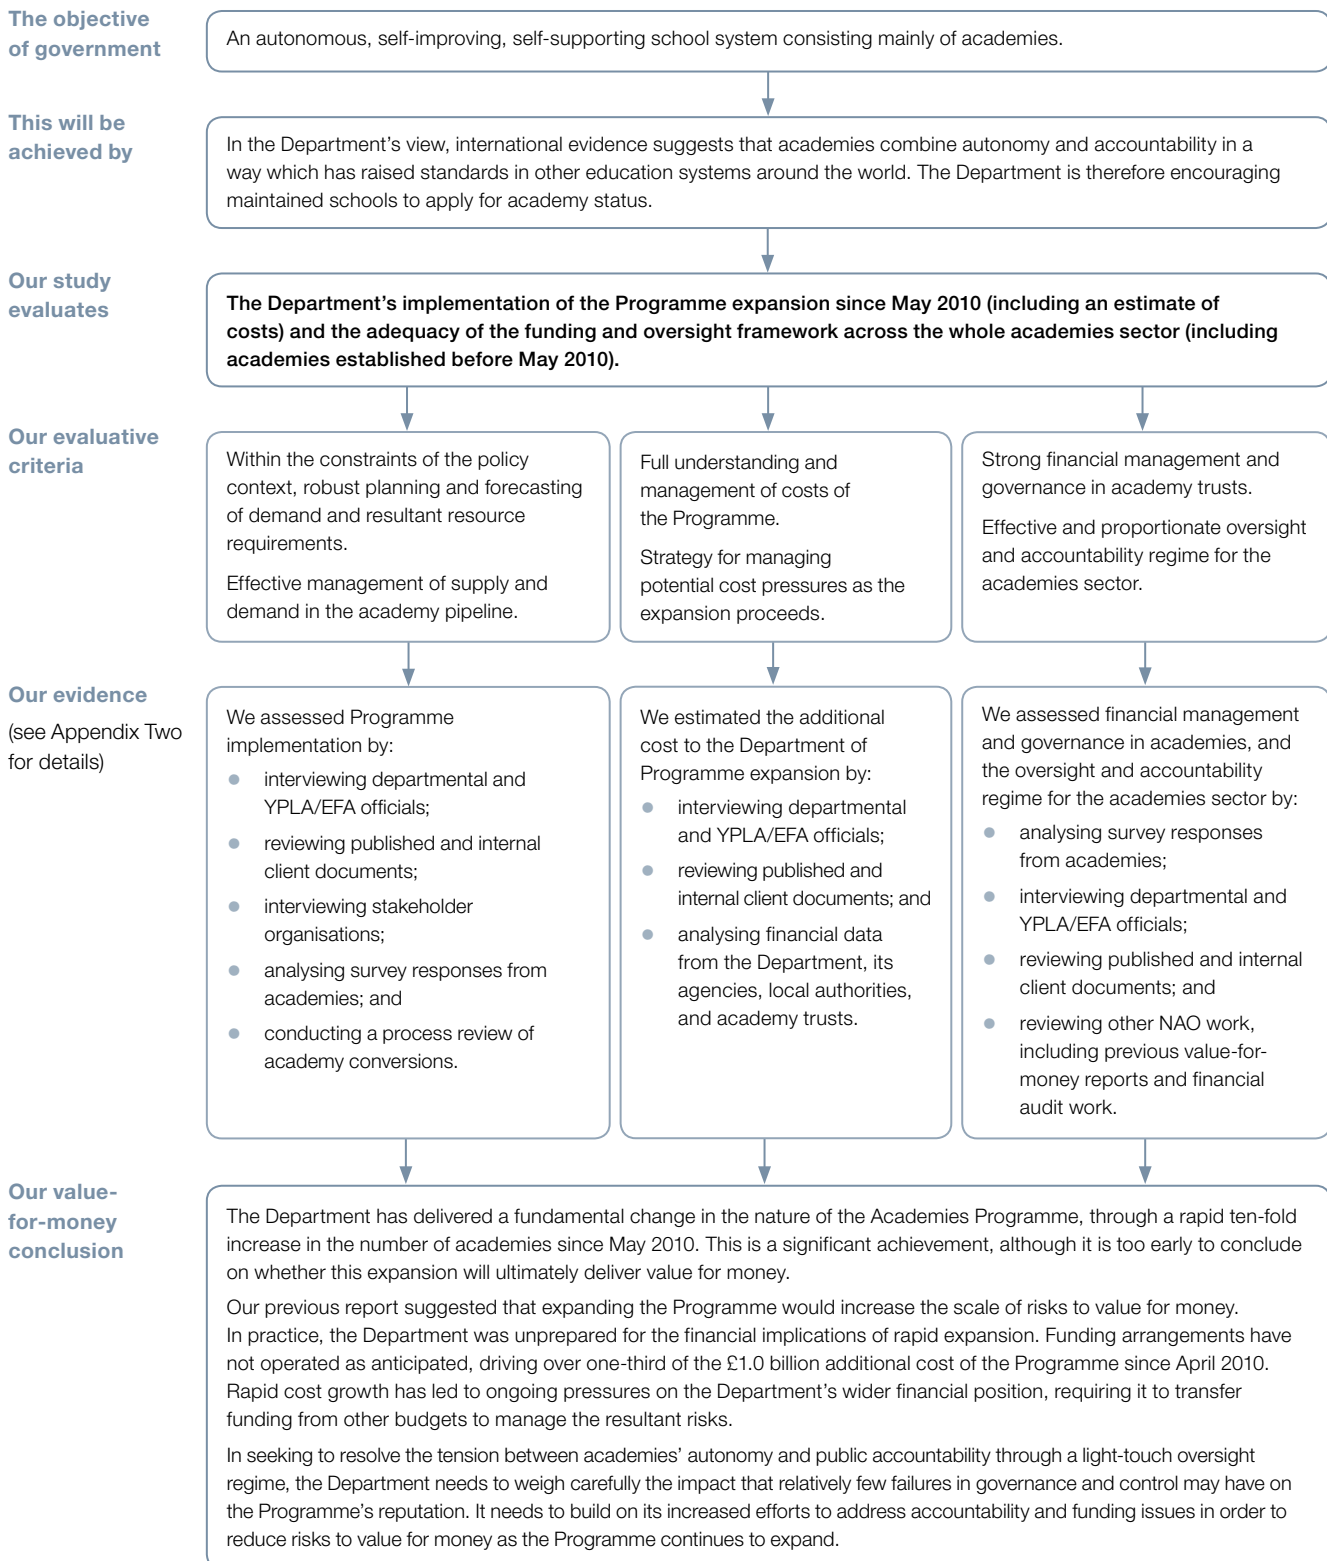 The objective
of government
An autonomous, self-improving, self-supporting school system consisting mainly of academies.
This will be
achieved by
In the Department’s view, international evidence suggests that academies combine autonomy and accountability in a
way which has raised standards in other education systems around the world. The Department is therefore encouraging
maintained schools to apply for academy status.
Our study
evaluates
The Department’s implementation of the Programme expansion since May 2010 (including an estimate of
costs) and the adequacy of the funding and oversight framework across the whole academies sector (including
academies established before May 2010).
Our evaluative
criteria
Within the constraints of the policy
context, robust planning and forecasting
of demand and resultant resource
requirements.
Effective management of supply and
demand in the academy pipeline.
Full understanding and
management of costs of
the Programme.
Strategy for managing
potential cost pressures as the
expansion proceeds.
Strong financial management and
governance in academy trusts.
Effective and proportionate oversight
and accountability regime for the
academies sector.
Our evidence
(see Appendix Two
for details)
We assessed Programme
implementation by:
• interviewing departmental and
YPLA/EFA officials;
• reviewing published and internal
client documents;
• interviewing stakeholder
organisations;
• analysing survey responses from
academies; and
• conducting a process review of
academy conversions.
We estimated the additional
cost to the Department of
Programme expansion by:
• interviewing departmental
and YPLA/EFA officials;
• reviewing published and
internal client documents; and
• analysing financial data
from the Department, its
agencies, local authorities,
and academy trusts.
We assessed financial management
and governance in academies, and
the oversight and accountability
regime for the academies sector by:
• analysing survey responses
from academies;
• interviewing departmental and
YPLA/EFA officials;
• reviewing published and internal
client documents; and
• reviewing other NAO work,
including previous value-for-
money reports and financial
audit work.
Our value-
for-money
conclusion
The Department has delivered a fundamental change in the nature of the Academies Programme, through a rapid ten-fold
increase in the number of academies since May 2010. This is a significant achievement, although it is too early to conclude
on whether this expansion will ultimately deliver value for money.
Our previous report suggested that expanding the Programme would increase the scale of risks to value for money.
In practice, the Department was unprepared for the financial implications of rapid expansion. Funding arrangements have
not operated as anticipated, driving over one-third of the £1.0 billion additional cost of the Programme since April 2010.
Rapid cost growth has led to ongoing pressures on the Department’s wider financial position, requiring it to transfer
funding from other budgets to manage the resultant risks.
In seeking to resolve the tension between academies’ autonomy and public accountability through a light-touch oversight
regime, the Department needs to weigh carefully the impact that relatively few failures in governance and control may have on
the Programme’s reputation. It needs to build on its increased efforts to address accountability and funding issues in order to
reduce risks to value for money as the Programme continues to expand.